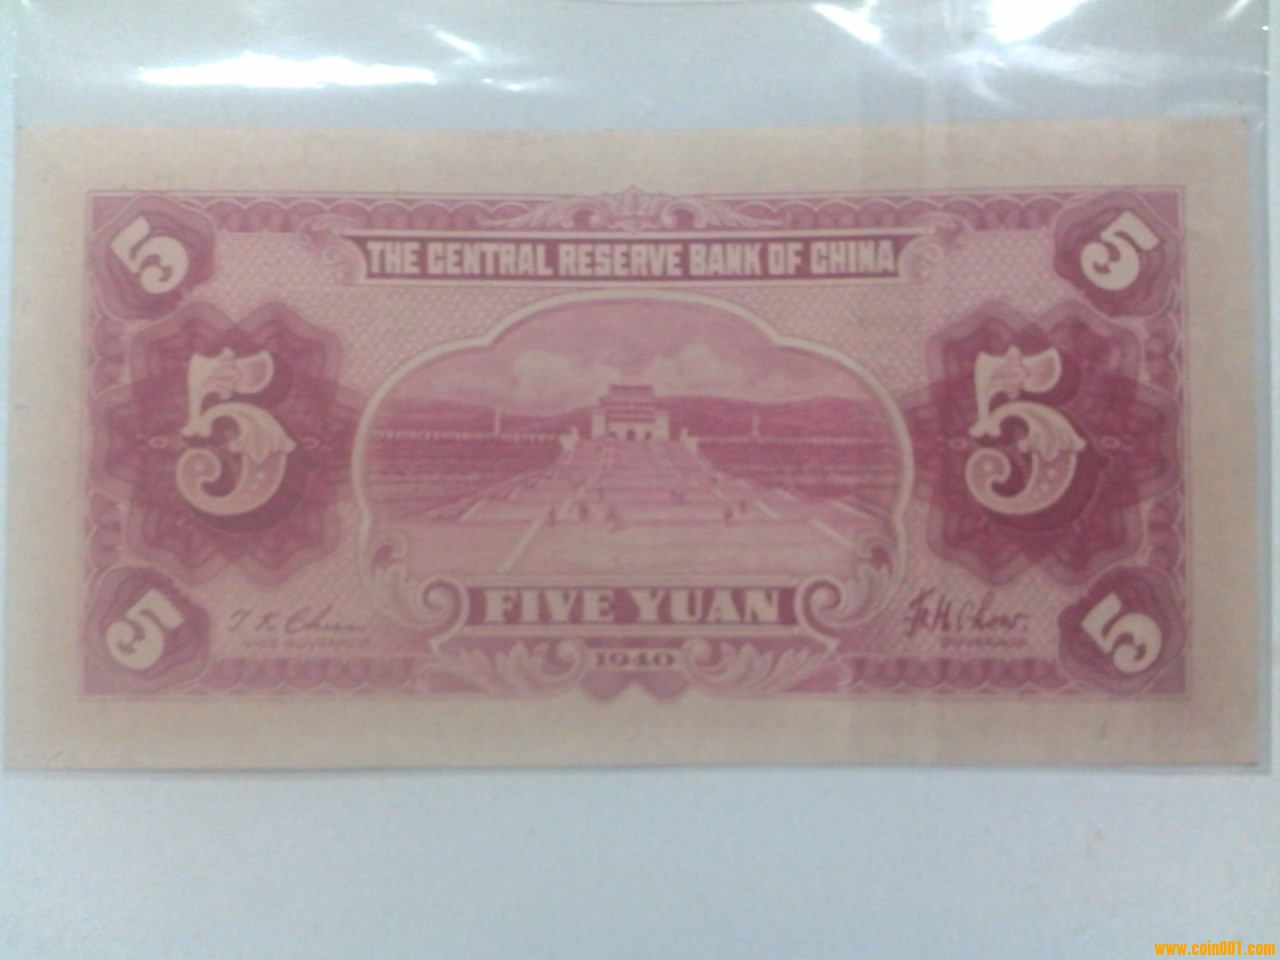 5 5
THE CENTRAL RESERVE BANK OF CHINA
5 5
FIVE YUAN
1940
5 5
www.coin001.com